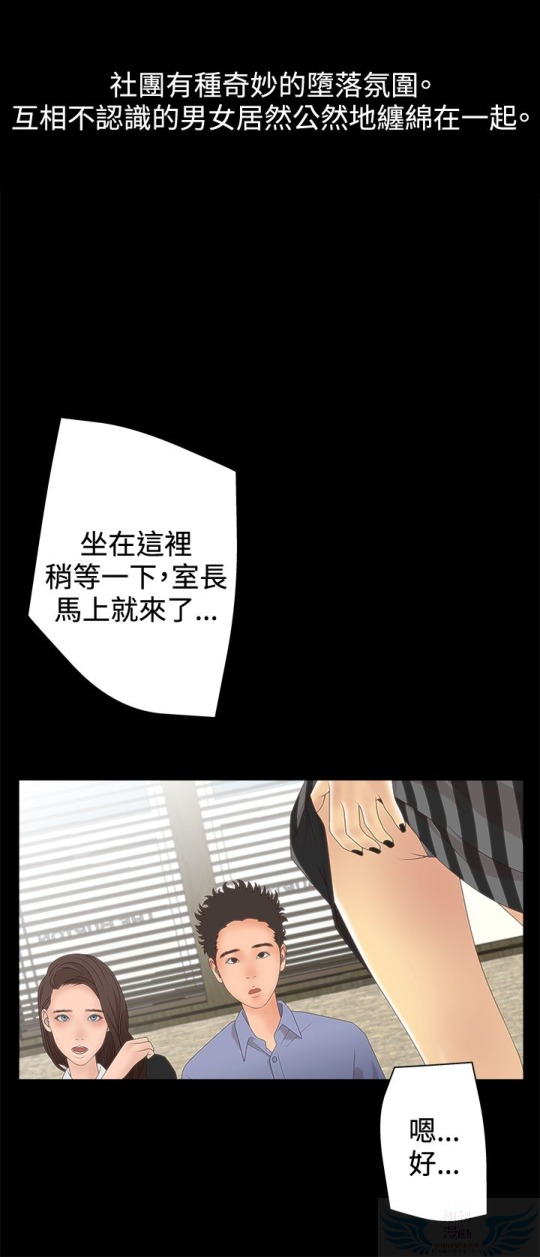 社團有種奇妙的墮落氛圍。
互相不認識的男女居然公然地纏綿在一起。
坐在這裡
稍等一下，室長
馬上就來了...
嗯...
好...
漫画